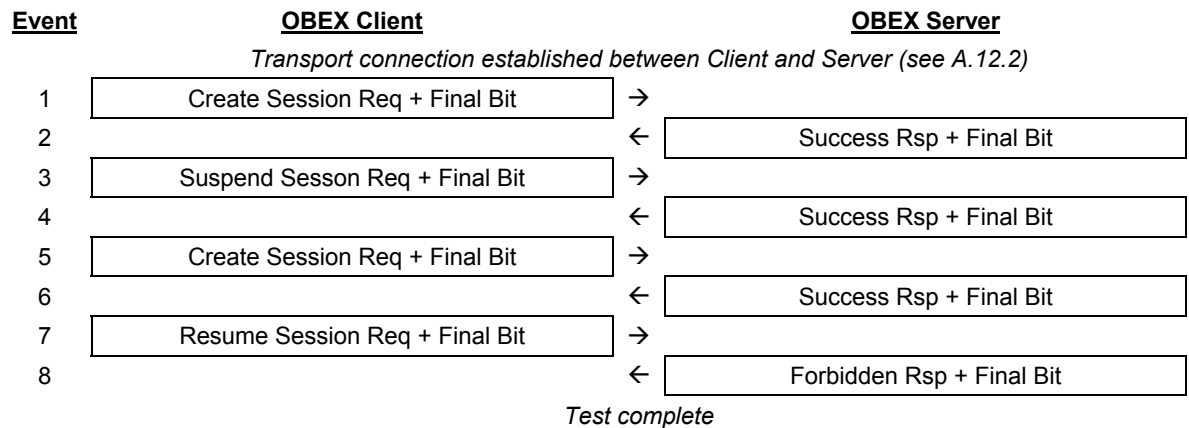 Event OBEX Client OBEX Server
Transport connection established between Client and Server (see A.12.2)
1 Create Session Req + Final Bit →
2 ← Success Rsp + Final Bit
3 Suspend Sesson Req + Final Bit →
4 ← Success Rsp + Final Bit
5 Create Session Req + Final Bit →
6 ← Success Rsp + Final Bit
7 Resume Session Req + Final Bit →
8 ← Forbidden Rsp + Final Bit
Test complete